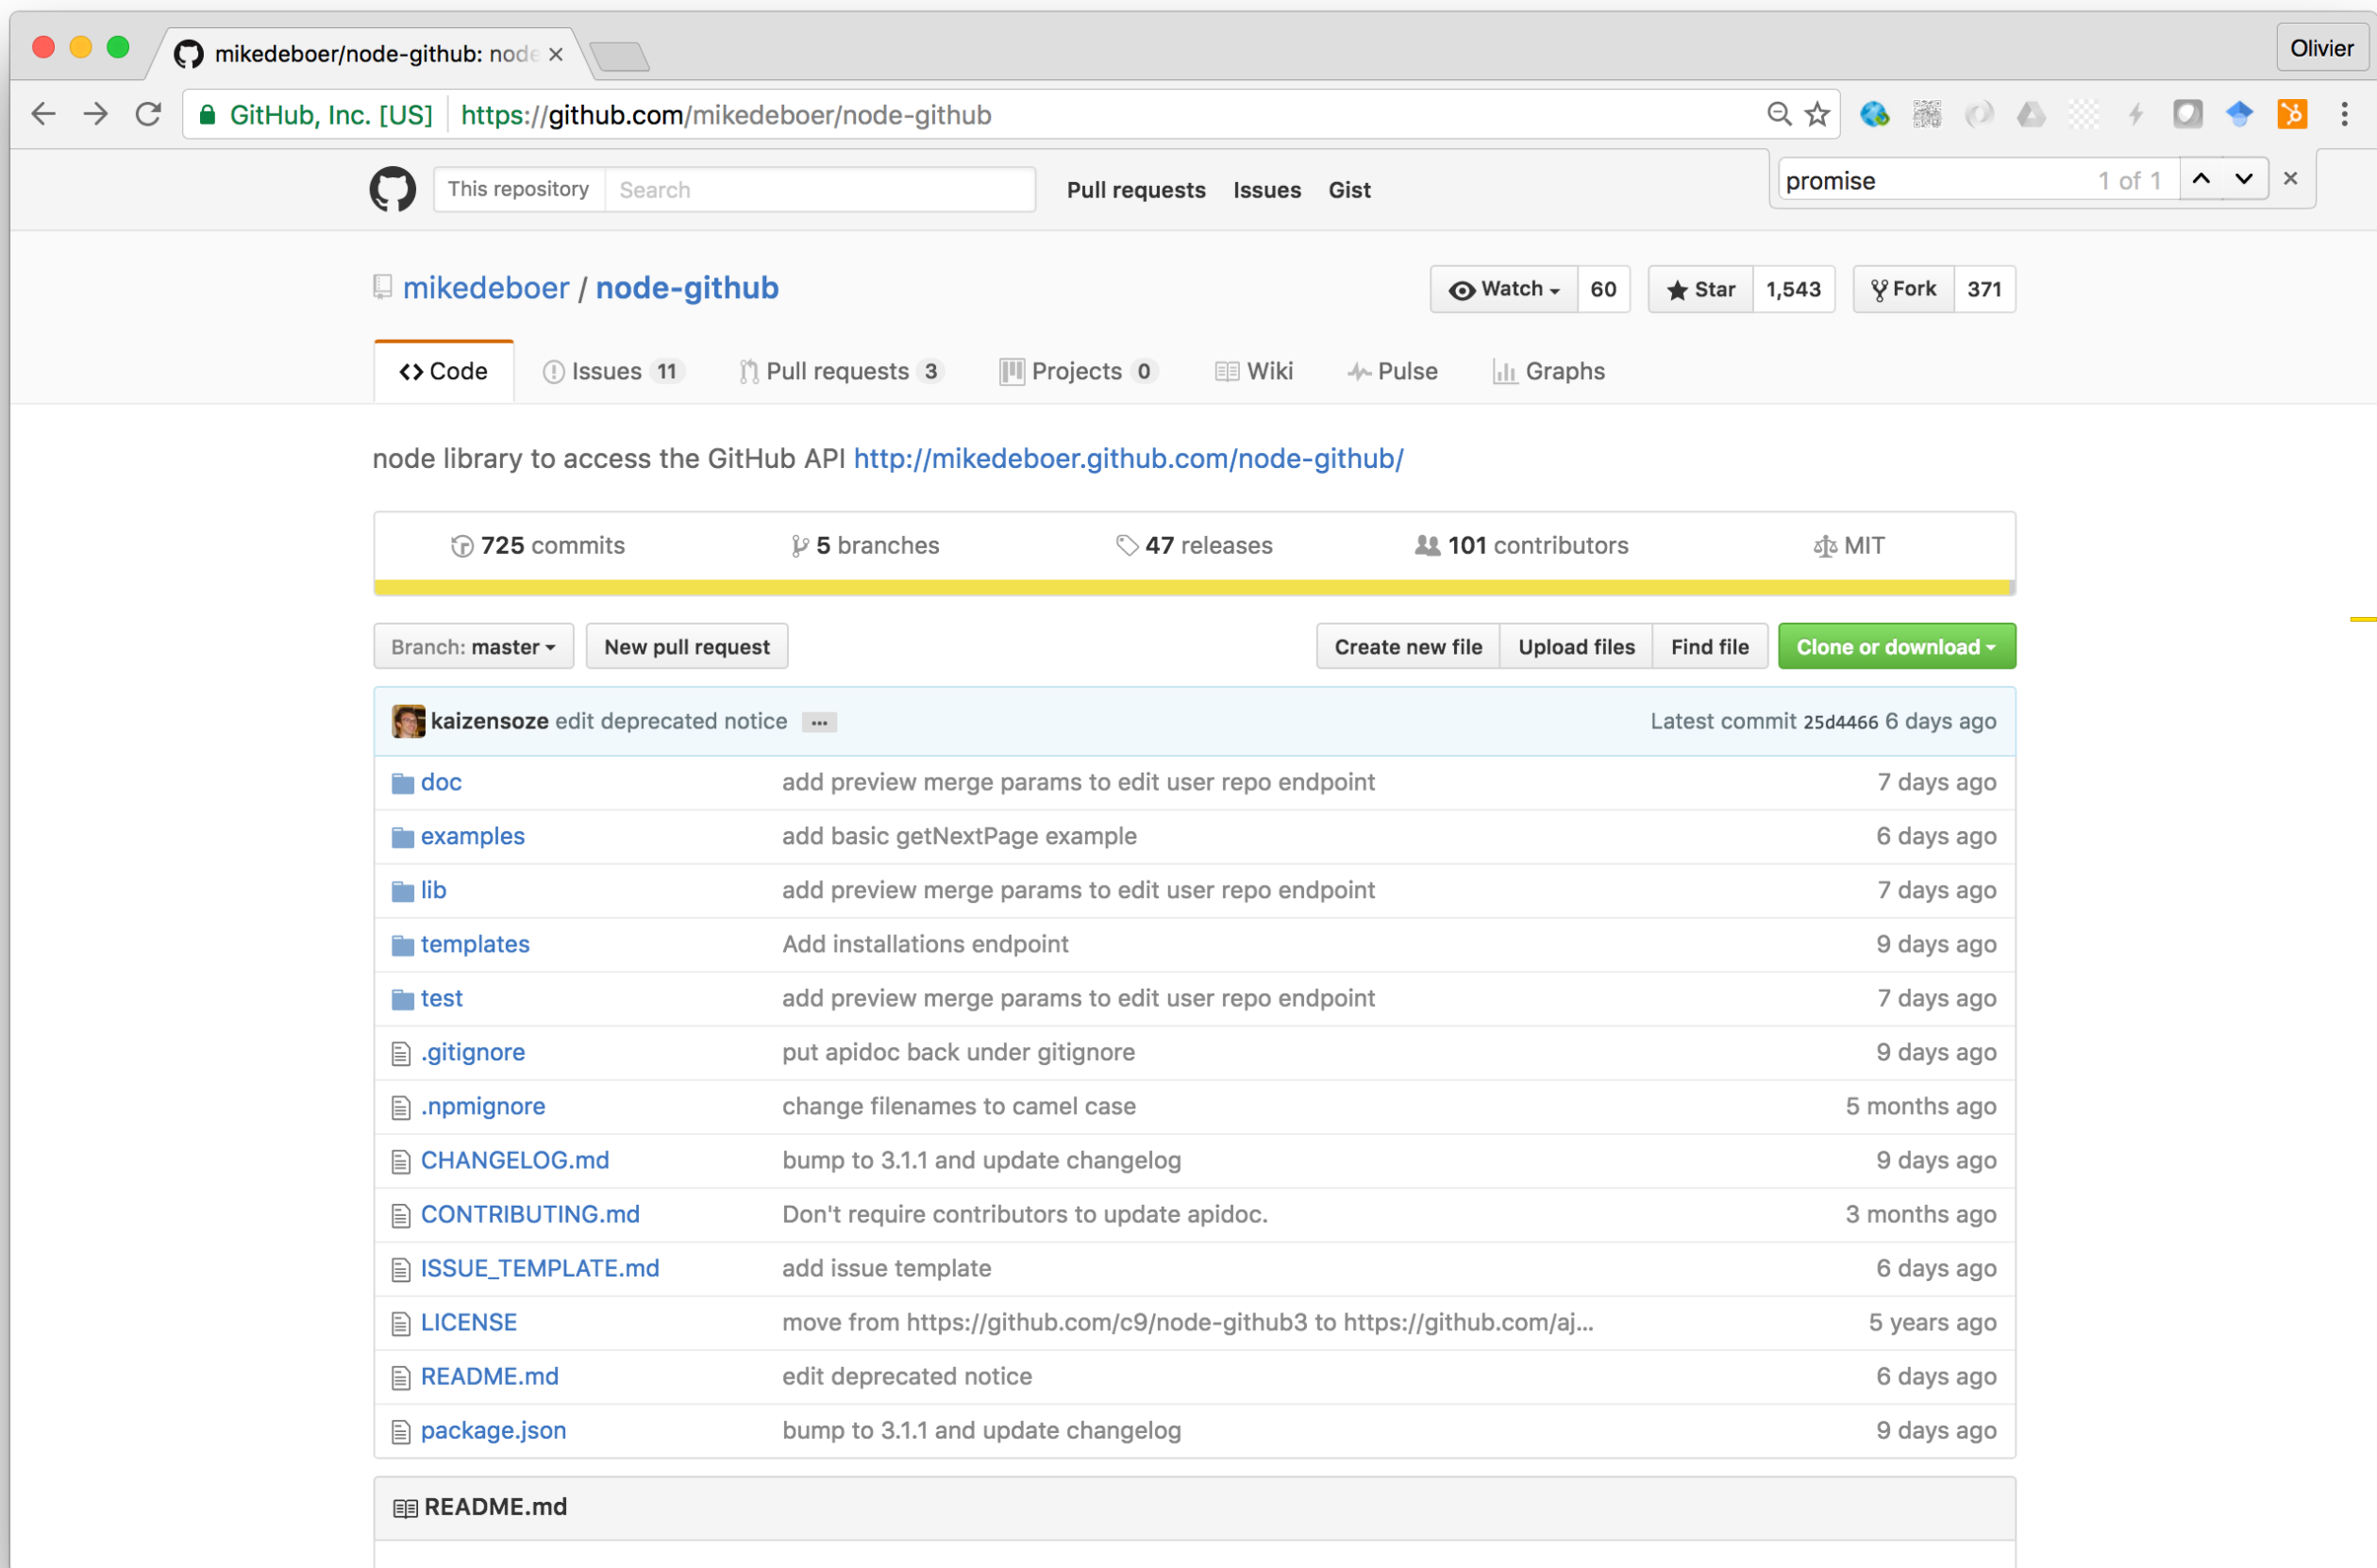 mikedeboer/node-github: node
Olivier
GitHub, Inc. [US] https://github.com/mikedeboer/node-github
promise 1 of 1
This repository Search Pull requests Issues Gist
mikedeboer / node-github
Watch 60 Star 1,543 Fork 371
Code Issues 11 Pull requests 3 Projects 0 Wiki Pulse Graphs
node library to access the GitHub API http://mikedeboer.github.com/node-github/
725 commits 5 branches 47 releases 101 contributors MIT
Branch: master New pull request Create new file Upload files Find file Clone or download
kaizensoze edit deprecated notice … Latest commit 25d4466 6 days ago
doc add preview merge params to edit user repo endpoint 7 days ago
examples add basic getNextPage example 6 days ago
lib add preview merge params to edit user repo endpoint 7 days ago
templates Add installations endpoint 9 days ago
test add preview merge params to edit user repo endpoint 7 days ago
.gitignore put apidoc back under gitignore 9 days ago
.npmignore change filenames to camel case 5 months ago
CHANGELOG.md bump to 3.1.1 and update changelog 9 days ago
CONTRIBUTING.md Don't require contributors to update apidoc. 3 months ago
ISSUE_TEMPLATE.md add issue template 6 days ago
LICENSE move from https://github.com/c9/node-github3 to https://github.com/aj... 5 years ago
README.md edit deprecated notice 6 days ago
package.json bump to 3.1.1 and update changelog 9 days ago
README.md